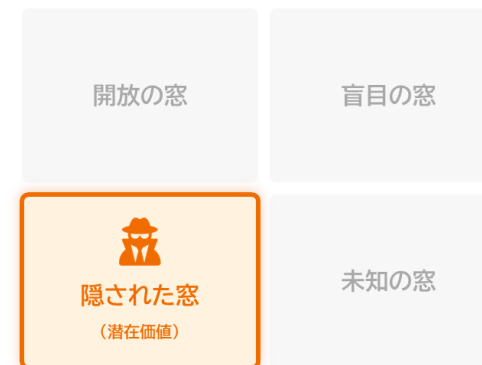 開放の窓
盲目の窓
隠された窓
（潜在価値）
未知の窓